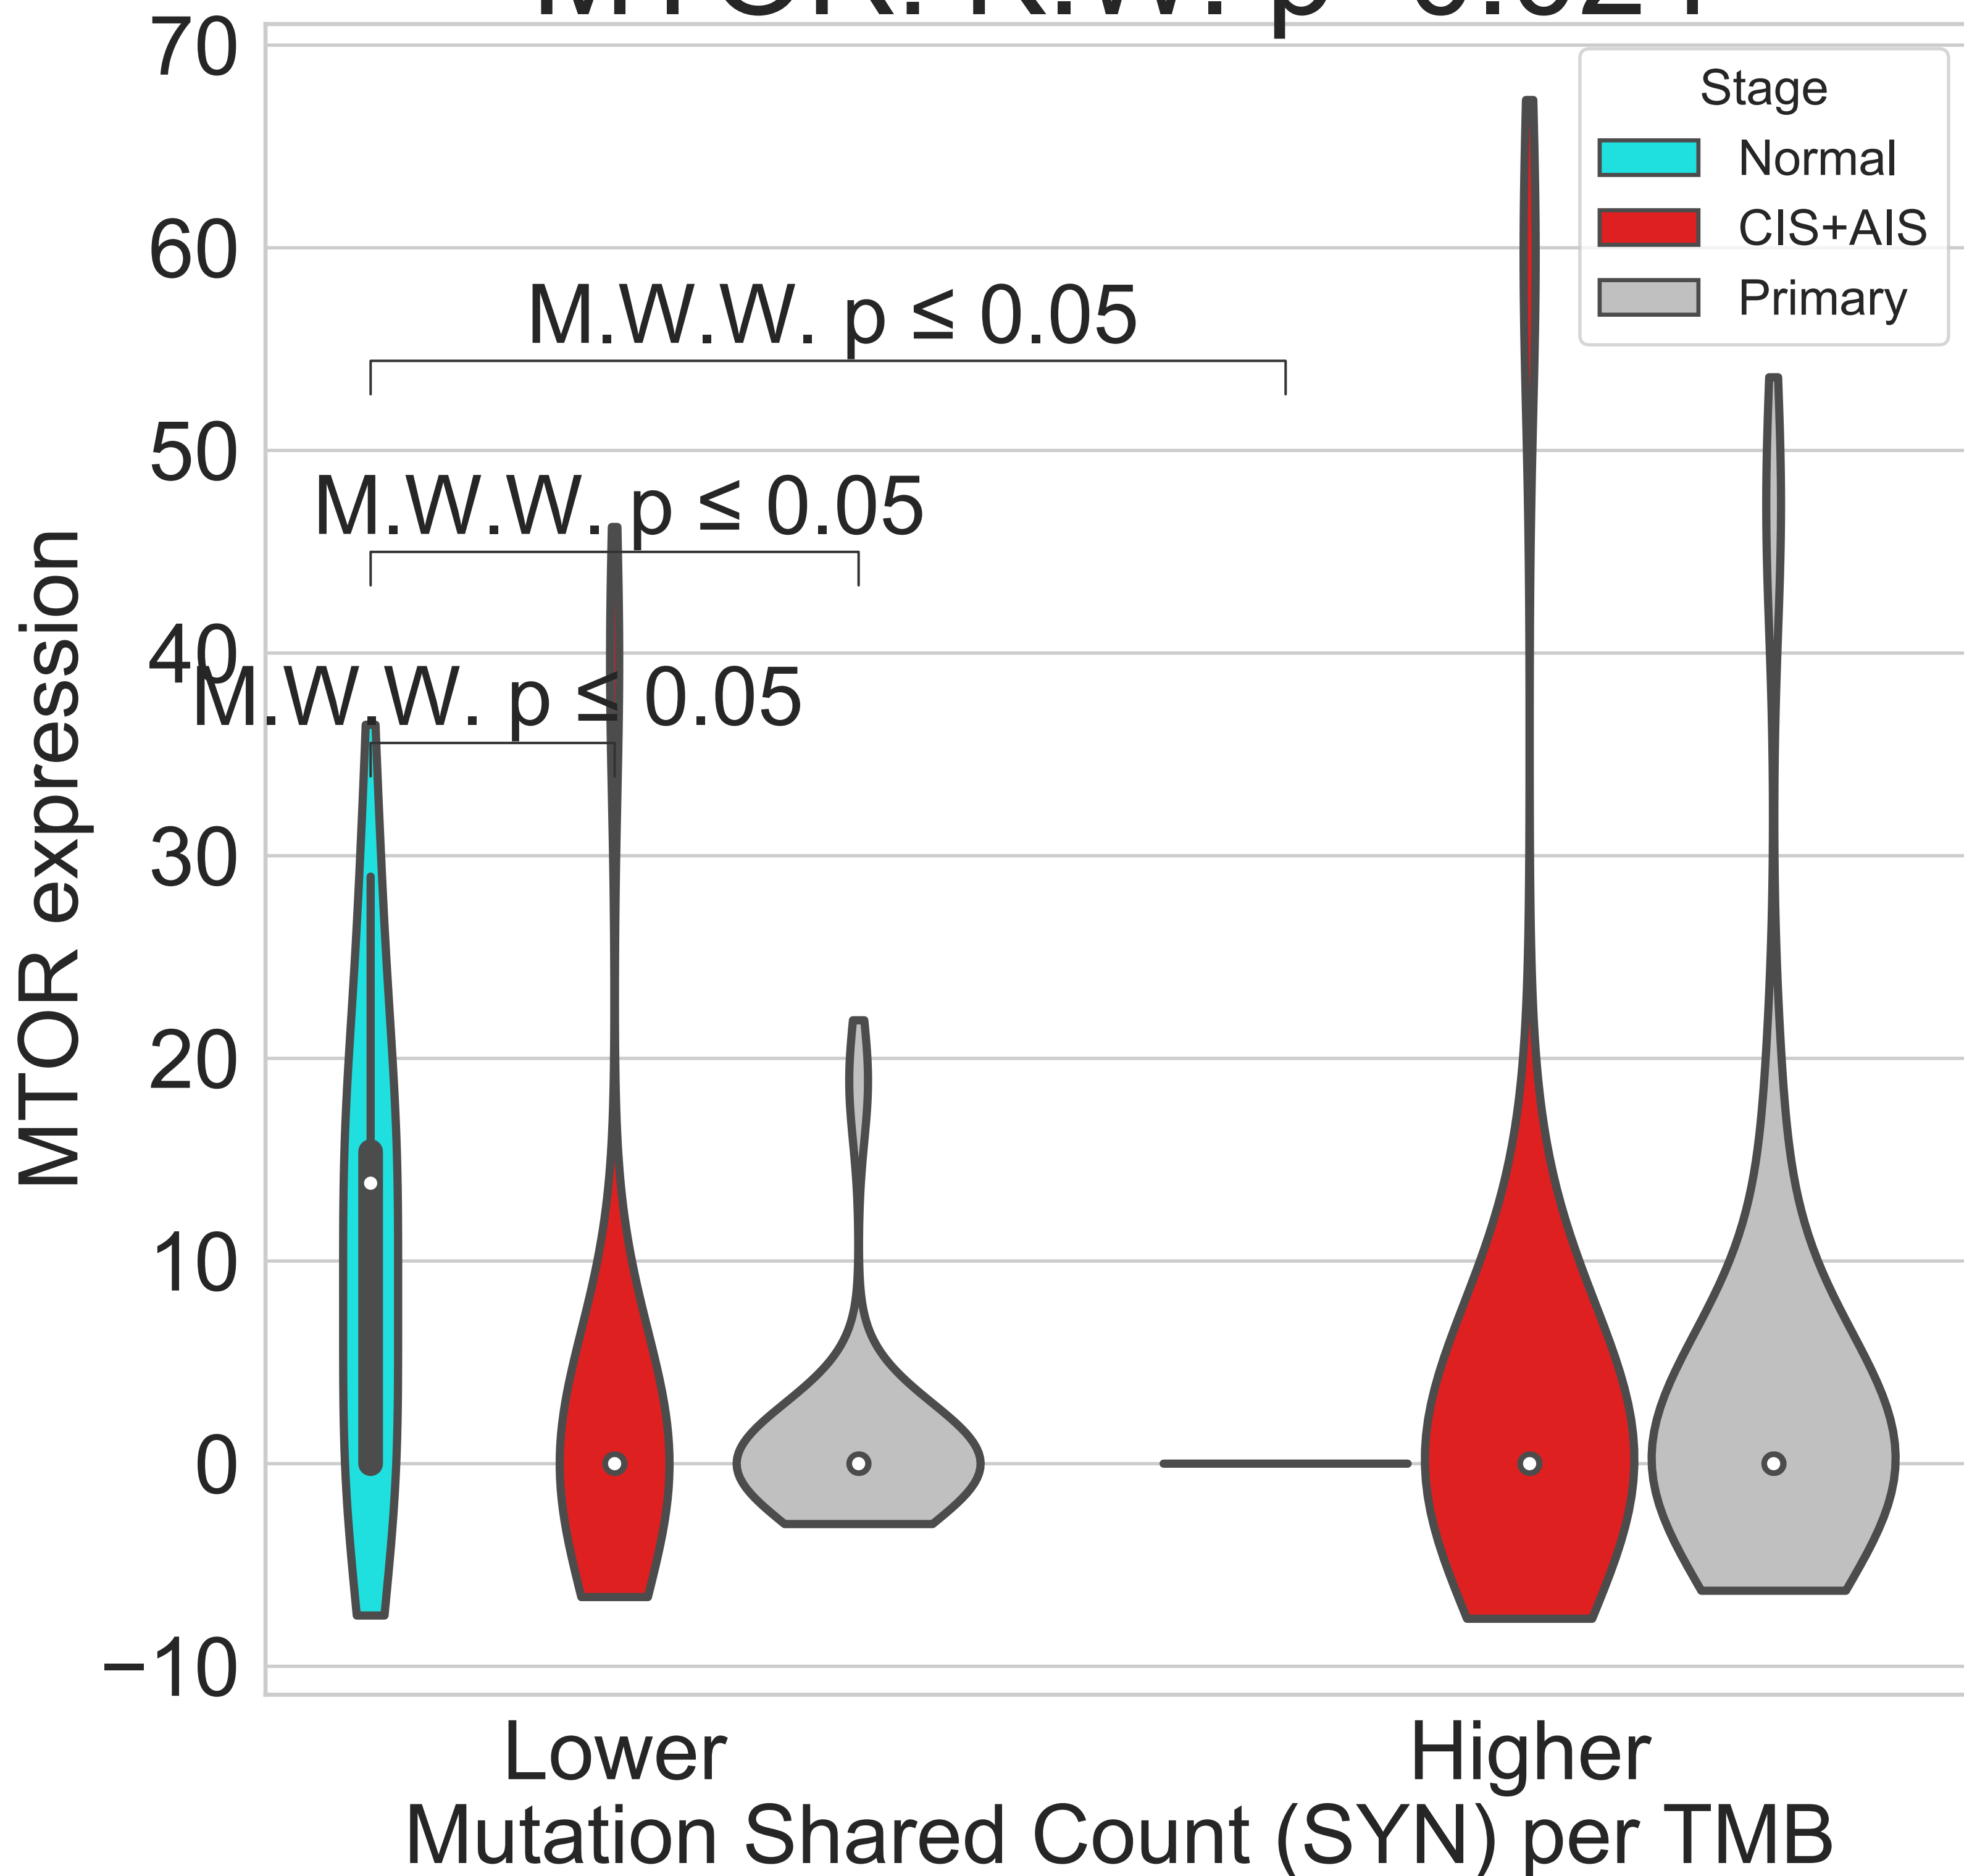 70
60
50
40
30
20
10
0
−10
MTOR expression
Stage
Normal
CIS+AIS
Primary
M.W.W. p ≤ 0.05
M.W.W. p ≤ 0.05
M.W.W. p ≤ 0.05
Lower
Higher
Mutation Shared Count (SYN) per TMB